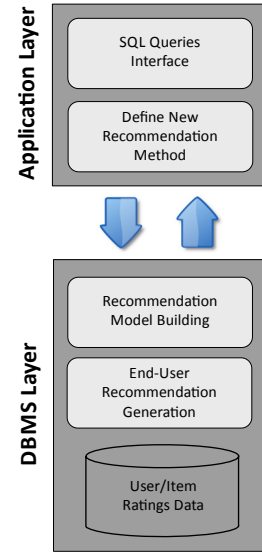 Application Layer
SQL Queries
Interface
Define New
Recommendation
Method
DBMS Layer
Recommendation
Model Building
End-User
Recommendation
Generation
User/Item
Ratings Data